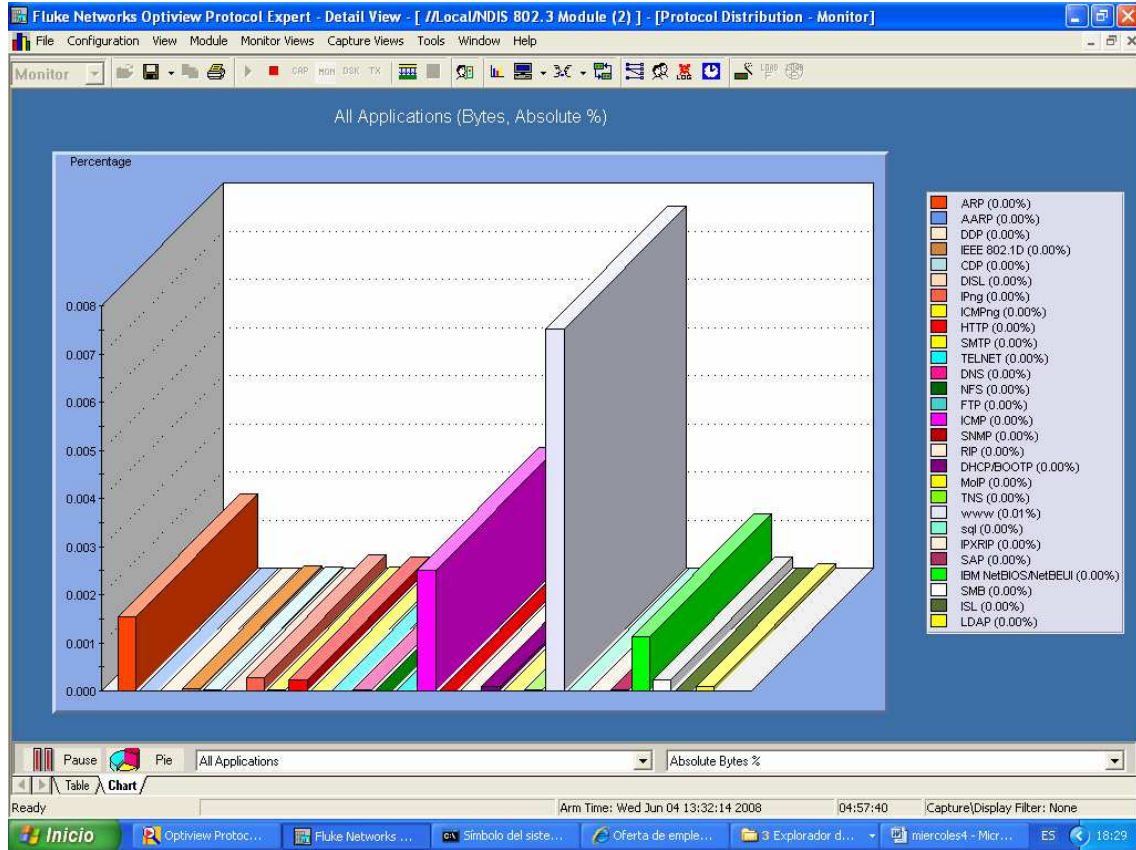 Fluke Networks Optiview Protocol Expert - Detail View - [ //Local/NDIS 802.3 Module (2) ] - [Protocol Distribution - Monitor]
File Configuration View Module Monitor Views Capture Views Tools Window Help
Monitor CAP MON DSK TX LOG LOAD
All Applications (Bytes, Absolute %)
Percentage
0.008
0.007
0.006
0.005
0.004
0.003
0.002
0.001
0.000
ARP (0.00%)
AARP (0.00%)
DDP (0.00%)
IEEE 802.1D (0.00%)
CDP (0.00%)
DISL (0.00%)
IPng (0.00%)
ICMPng (0.00%)
HTTP (0.00%)
SMTP (0.00%)
TELNET (0.00%)
DNS (0.00%)
NFS (0.00%)
FTP (0.00%)
ICMP (0.00%)
SNMP (0.00%)
RIP (0.00%)
DHCP/BOOTP (0.00%)
MoIP (0.00%)
TNS (0.00%)
www (0.01%)
sql (0.00%)
IPXRIP (0.00%)
SAP (0.00%)
IBM NetBIOS/NetBEUI (0.00%)
SMB (0.00%)
ISL (0.00%)
LDAP (0.00%)
Pause Pie All Applications Absolute Bytes %
Table Chart
Ready Arm Time: Wed Jun 04 13:32:14 2008 04:57:40 Capture\Display Filter: None
Inicio Optiview Protoc... Fluke Networks ... Símbolo del siste... Oferta de emple... 3 Explorador d... miercoles4 - Micr... ES 18:29